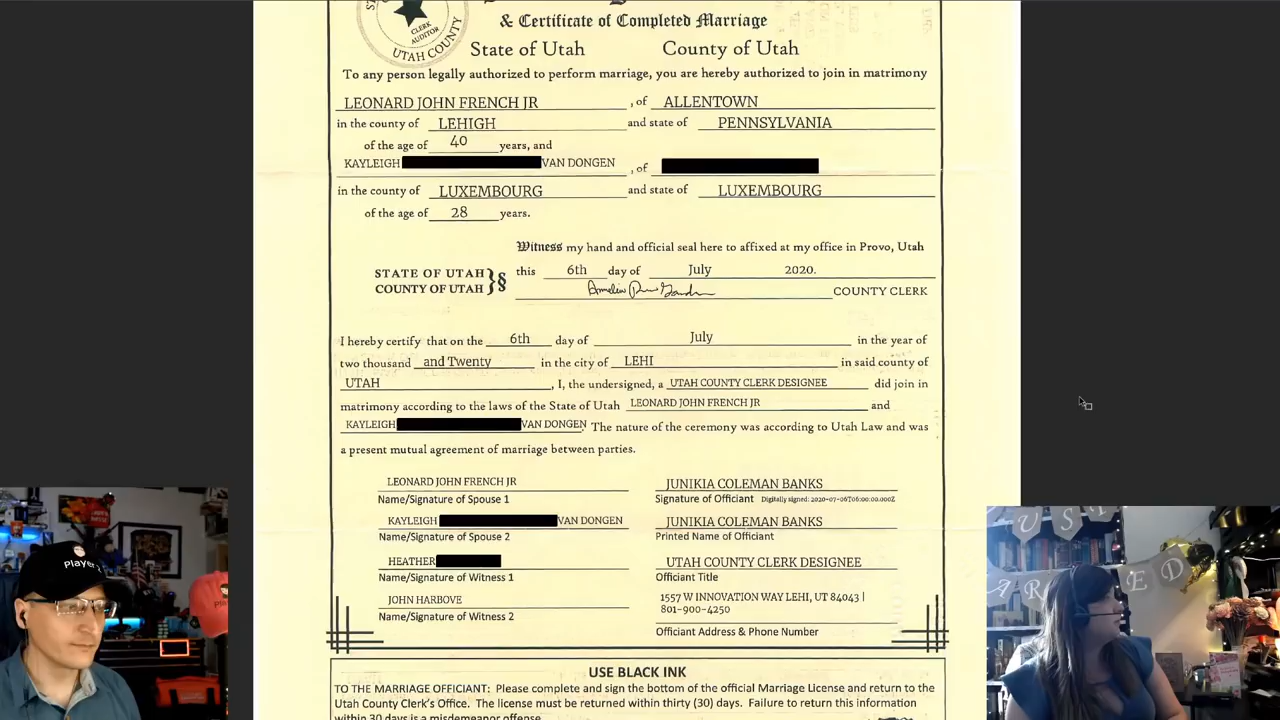 CLERK
AUDITOR
UTAH COUNTY
& Certificate of Completed Marriage
State of Utah County of Utah
To any person legally authorized to perform marriage, you are hereby authorized to join in matrimony
LEONARD JOHN FRENCH JR , of ALLENTOWN
in the county of LEHIGH and state of PENNSYLVANIA
of the age of 40 years, and
KAYLEIGH VAN DONGEN , of
in the county of LUXEMBOURG and state of LUXEMBOURG
of the age of 28 years.
Witness my hand and official seal here to affixed at my office in Provo, Utah
STATE OF UTAH } § this 6th day of July 2020.
COUNTY OF UTAH COUNTY CLERK
I hereby certify that on the 6th day of July in the year of
two thousand and Twenty in the city of LEHI in said county of
UTAH , I, the undersigned, a UTAH COUNTY CLERK DESIGNEE did join in
matrimony according to the laws of the State of Utah LEONARD JOHN FRENCH JR and
KAYLEIGH VAN DONGEN . The nature of the ceremony was according to Utah Law and was
a present mutual agreement of marriage between parties.
LEONARD JOHN FRENCH JR JUNIKIA COLEMAN BANKS
Name/Signature of Spouse 1 Signature of Officiant Digitally signed: 2020-07-06T06:00:00.000Z
KAYLEIGH VAN DONGEN JUNIKIA COLEMAN BANKS
Name/Signature of Spouse 2 Printed Name of Officiant
HEATHER UTAH COUNTY CLERK DESIGNEE
Name/Signature of Witness 1 Officiant Title
JOHN HARBOVE 1557 W INNOVATION WAY LEHI, UT 84043 |
801-900-4250
Name/Signature of Witness 2 Officiant Address & Phone Number
USE BLACK INK
TO THE MARRIAGE OFFICIANT: Please complete and sign the bottom of the official Marriage License and return to the
Utah County Clerk's Office. The license must be returned within thirty (30) days. Failure to return this information
within 30 days is a misdemeanor offense.
Player
U S T
A R E D